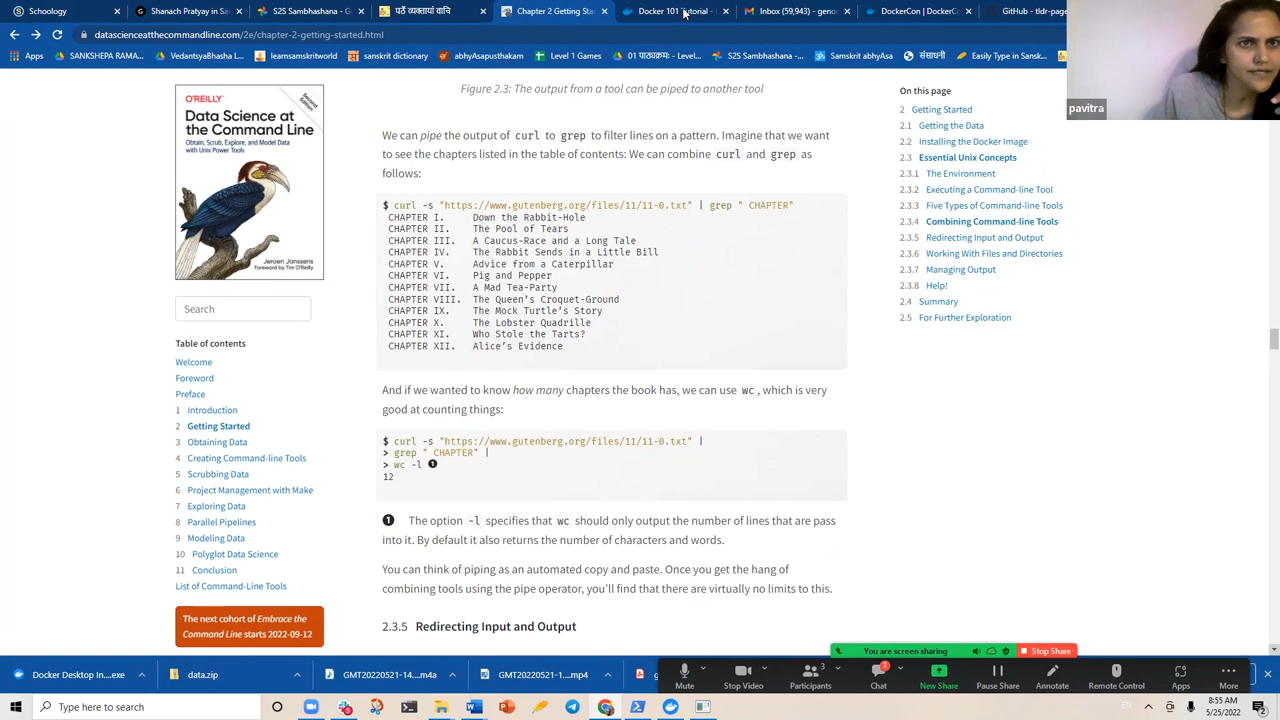 Schoology
Shanach Pratyay in San
S2S Samskrit Bhasha Gr
पठेँ व्यक्तायां वाचि
Chapter 2 Getting Star
Docker 101 Tutorial -
Inbox (59,943) - geno
DockerCon | DockerCo
GitHub - tldr-page
datascienceatthecommandline.com/2e/chapter-2-getting-started.html
Apps
SANKSHEPA RAMA...
VedantsyaBhasha L...
learnsamskritworld
sanskrit dictionary
abhyAsapustakam
Level 1 Games
01 पाठ्यक्रमः - Level...
S2S Sambhashana -...
Samskrit abhyAsa
संसाधनी
Easily Type in Sansk...
pavitra
Figure 2.3: The output from a tool can be piped to another tool
We can pipe the output of curl to grep to filter lines on a pattern. Imagine that we want
to see the chapters listed in the table of contents: We can combine curl and grep as
follows:
$ curl -s "https://www.gutenberg.org/files/11/11-0.txt" | grep " CHAPTER"
CHAPTER I. Down the Rabbit-Hole
CHAPTER II. The Pool of Tears
CHAPTER III. A Caucus-Race and a Long Tale
CHAPTER IV. The Rabbit Sends in a Little Bill
CHAPTER V. Advice from a Caterpillar
CHAPTER VI. Pig and Pepper
CHAPTER VII. A Mad Tea-Party
CHAPTER VIII. The Queen's Croquet-Ground
CHAPTER IX. The Mock Turtle's Story
CHAPTER X. The Lobster Quadrille
CHAPTER XI. Who Stole the Tarts?
CHAPTER XII. Alice's Evidence
And if we wanted to know how many chapters the book has, we can use wc, which is very
good at counting things:
$ curl -s "https://www.gutenberg.org/files/11/11-0.txt" |
> grep " CHAPTER" |
> wc -l ❶
12
❶ The option -l specifies that wc should only output the number of lines that are pass
into it. By default it also returns the number of characters and words.
You can think of piping as an automated copy and paste. Once you get the hang of
combining tools using the pipe operator, you'll find that there are virtually no limits to this.
2.3.5 Redirecting Input and Output
O'REILLY
Second Edition
Data Science at
the Command Line
Obtain, Scrub, Explore, and Model Data
with Unix Power Tools
Jeroen Janssens
Foreword by Tim O'Reilly
Search
Table of contents
Welcome
Foreword
Preface
1 Introduction
2 Getting Started
3 Obtaining Data
4 Creating Command-line Tools
5 Scrubbing Data
6 Project Management with Make
7 Exploring Data
8 Parallel Pipelines
9 Modeling Data
10 Polyglot Data Science
11 Conclusion
List of Command-Line Tools
The next cohort of Embrace the
Command Line starts 2022-09-12
On this page
2 Getting Started
2.1 Getting the Data
2.2 Installing the Docker Image
2.3 Essential Unix Concepts
2.3.1 The Environment
2.3.2 Executing a Command-line Tool
2.3.3 Five Types of Command-line Tools
2.3.4 Combining Command-line Tools
2.3.5 Redirecting Input and Output
2.3.6 Working With Files and Directories
2.3.7 Managing Output
2.3.8 Help!
2.4 Summary
2.5 For Further Exploration
You are screen sharing
Stop Share
Docker Desktop In....exe
data.zip
GMT20220521-14....m4a
GMT20220521-1....mp4
Mute
Stop Video
3
Participants
1
Chat
New Share
Pause Share
Annotate
Remote Control
Apps
More
Type here to search
8:55 AM
5/25/2022
2